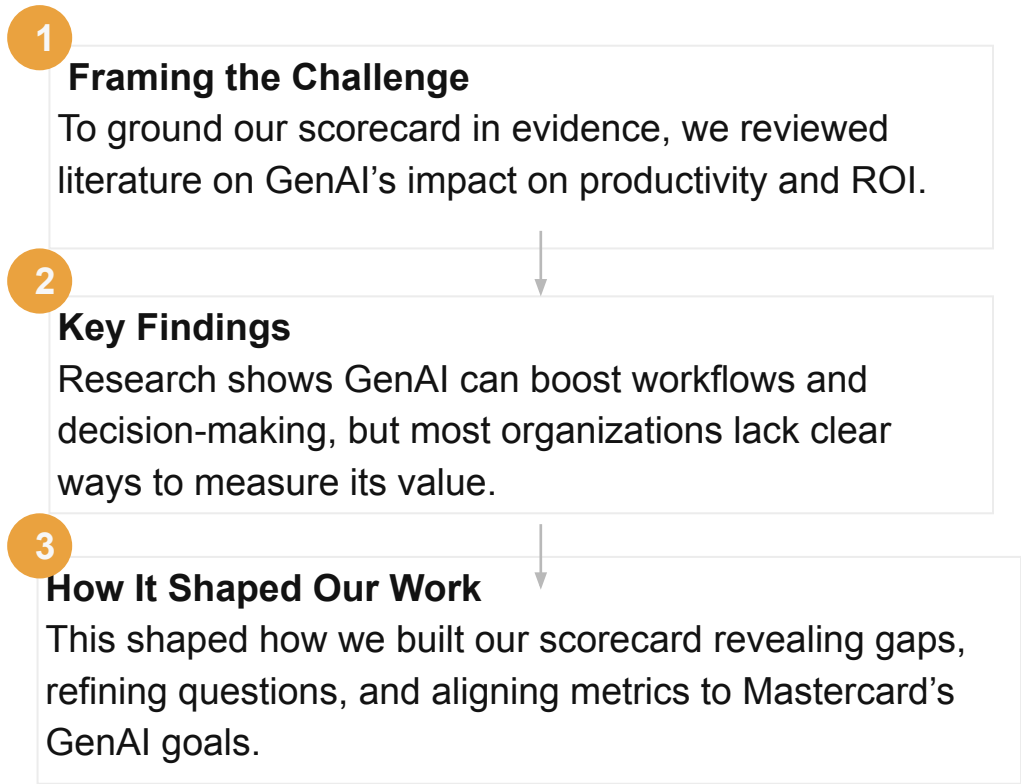 1
Framing the Challenge
To ground our scorecard in evidence, we reviewed
literature on GenAI’s impact on productivity and ROI.
2
Key Findings
Research shows GenAI can boost workflows and
decision-making, but most organizations lack clear
ways to measure its value.
3
How It Shaped Our Work
This shaped how we built our scorecard revealing gaps,
refining questions, and aligning metrics to Mastercard’s
GenAI goals.